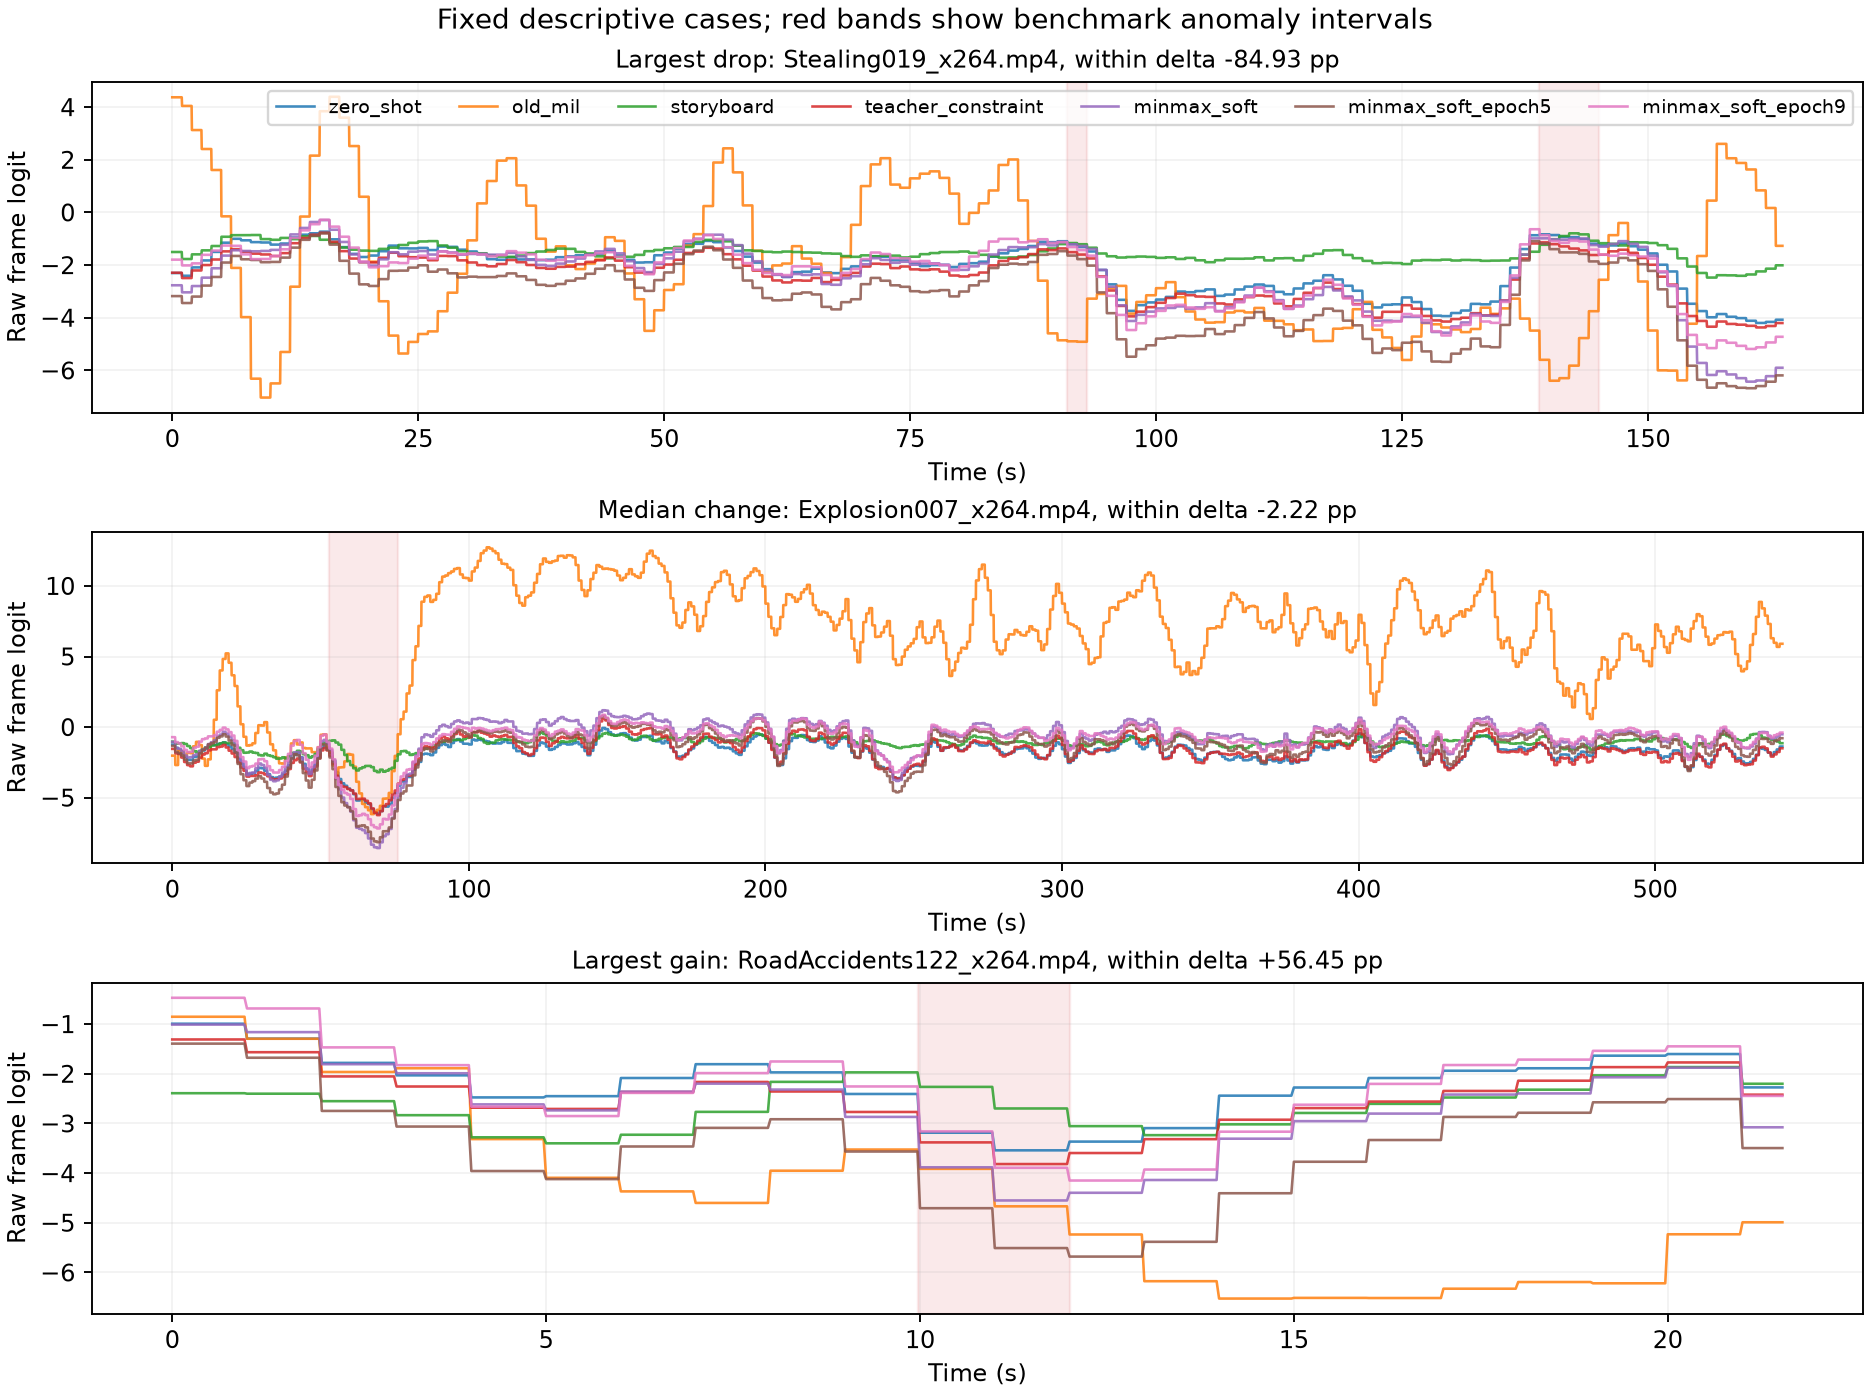 Fixed descriptive cases; red bands show benchmark anomaly intervals
Largest drop: Stealing019_x264.mp4, within delta -84.93 pp
zero_shot old_mil storyboard teacher_constraint minmax_soft minmax_soft_epoch5 minmax_soft_epoch9
Raw frame logit
4
2
0
−2
−4
−6
0 25 50 75 100 125 150
Time (s)
Median change: Explosion007_x264.mp4, within delta -2.22 pp
Raw frame logit
10
5
0
−5
0 100 200 300 400 500
Time (s)
Largest gain: RoadAccidents122_x264.mp4, within delta +56.45 pp
Raw frame logit
−1
−2
−3
−4
−5
−6
0 5 10 15 20
Time (s)